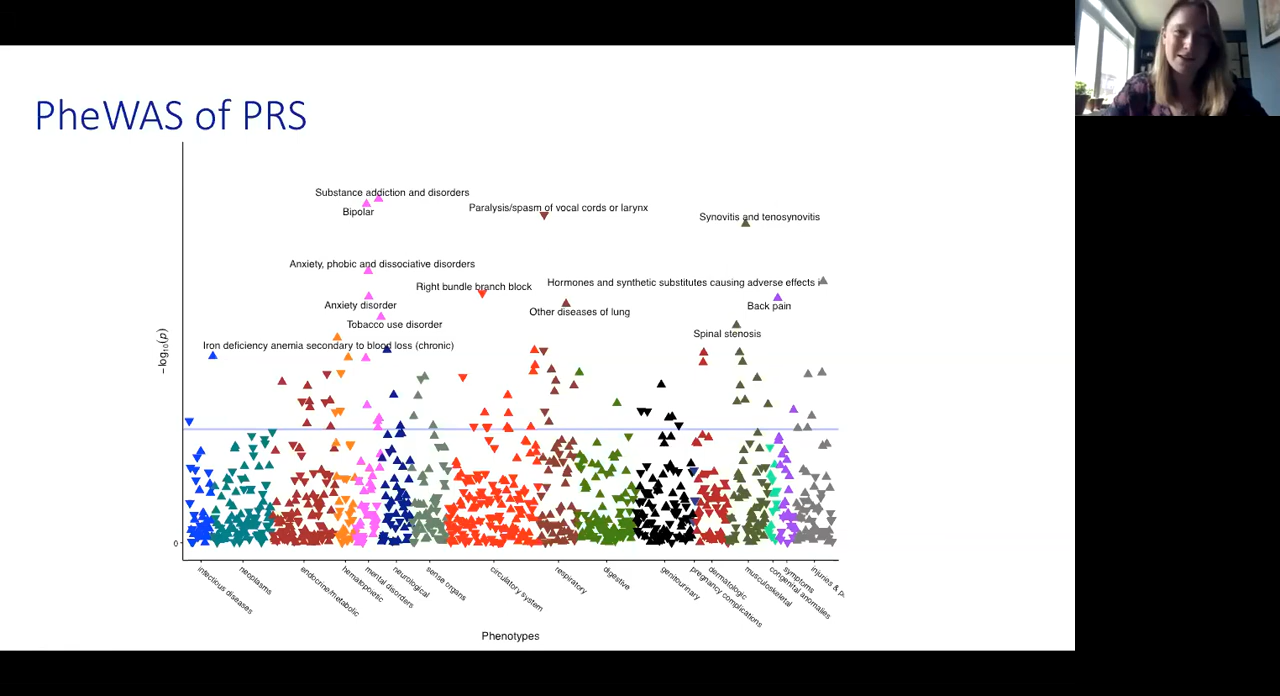 PheWAS of PRS
Substance addiction and disorders
Bipolar
Paralysis/spasm of vocal cords or larynx
Synovitis and tenosynovitis
Anxiety, phobic and dissociative disorders
Right bundle branch block
Hormones and synthetic substitutes causing adverse effects i
Anxiety disorder
Other diseases of lung
Back pain
Tobacco use disorder
Spinal stenosis
Iron deficiency anemia secondary to blood loss (chronic)
−log10(p)
0
infectious diseases
neoplasms
endocrine/metabolic
hematopoietic
mental disorders
neurological
sense organs
circulatory system
respiratory
digestive
genitourinary
pregnancy complications
dermatologic
musculoskeletal
congenital anomalies
symptoms
injuries & p
Phenotypes